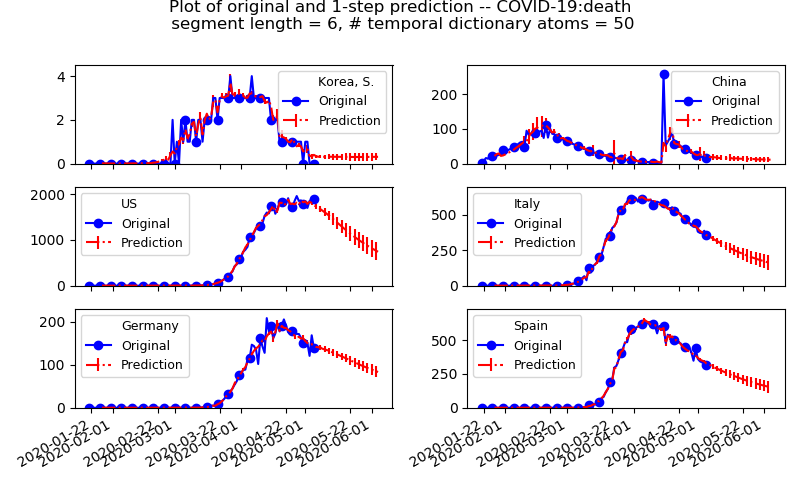 Plot of original and 1-step prediction -- COVID-19:death
segment length = 6, # temporal dictionary atoms = 50
4
2
0
Korea, S.
Original
Prediction
200
100
0
China
Original
Prediction
2000
1000
0
US
Original
Prediction
500
250
0
Italy
Original
Prediction
200
100
0
Germany
Original
Prediction
500
250
0
Spain
Original
Prediction
2020-01-22
2020-02-01
2020-02-22
2020-03-01
2020-03-22
2020-04-01
2020-04-22
2020-05-01
2020-05-22
2020-06-01
2020-01-22
2020-02-01
2020-02-22
2020-03-01
2020-03-22
2020-04-01
2020-04-22
2020-05-01
2020-05-22
2020-06-01